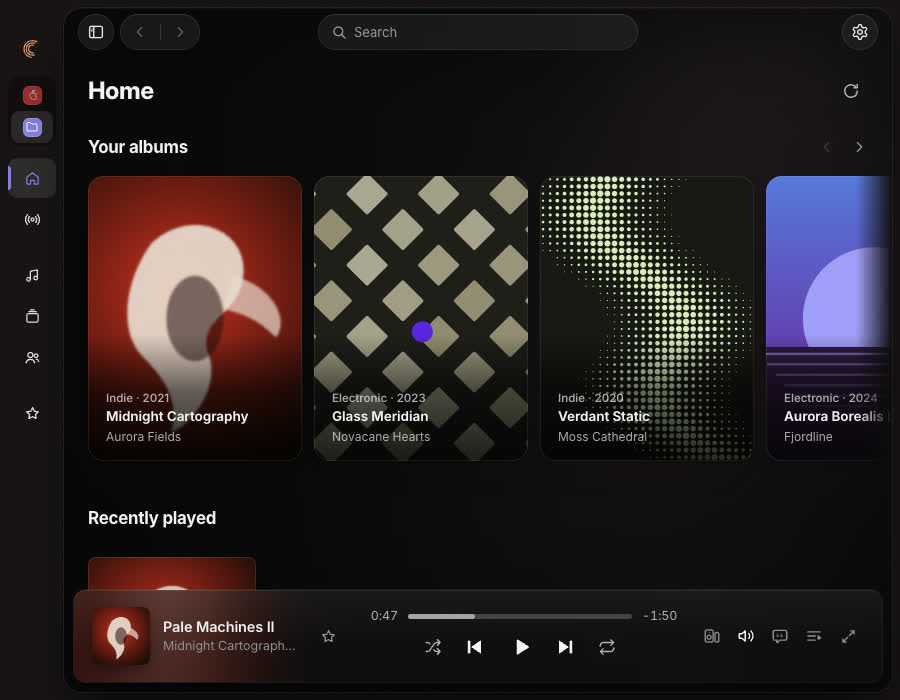 Search
Home
Your albums
Indie · 2021
Midnight Cartography
Aurora Fields
Electronic · 2023
Glass Meridian
Novacane Hearts
Indie · 2020
Verdant Static
Moss Cathedral
Electronic · 2024
Aurora Borealis
Fjordline
Recently played
Pale Machines II
Midnight Cartograph...
0:47
-1:50